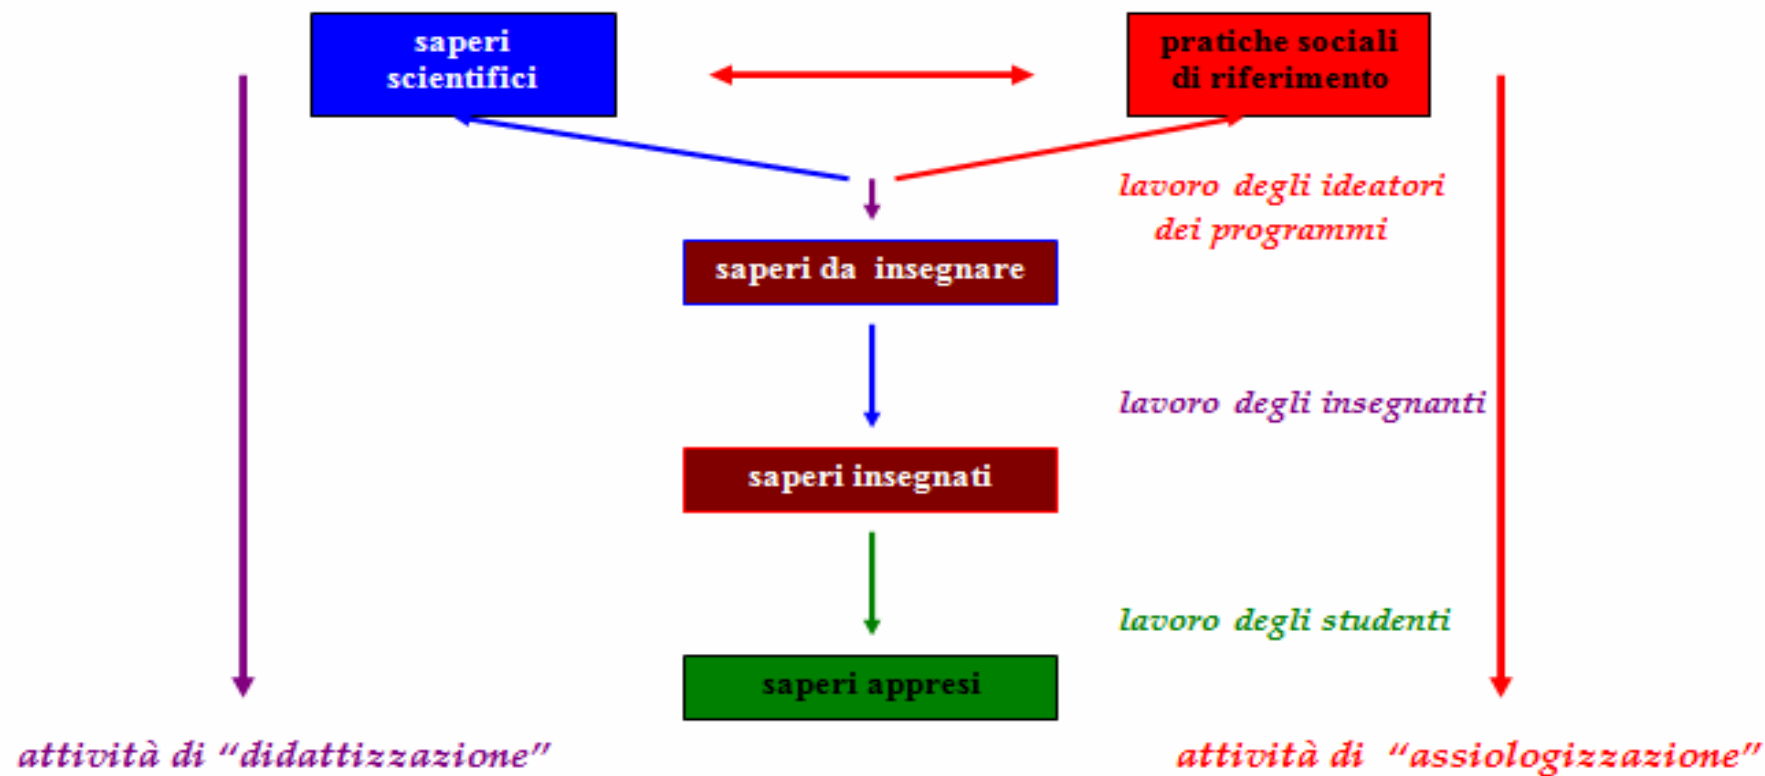 saperi
scientifici
pratiche sociali
di riferimento
lavoro degli ideatori
dei programmi
saperi da insegnare
lavoro degli insegnanti
saperi insegnati
lavoro degli studenti
saperi appresi
attività di “didattizzazione”
attività di “assiologizzazione”